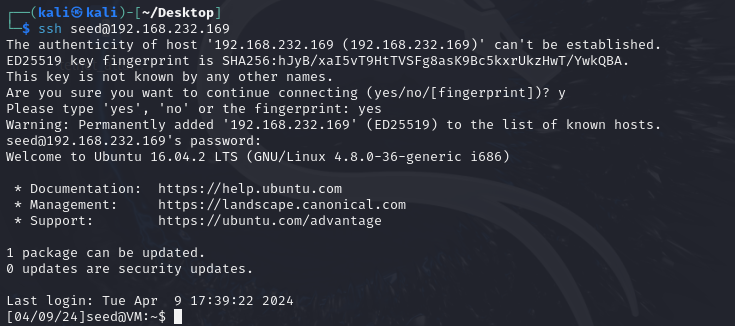 ┌──(kali㉿kali)-[~/Desktop]
└─$ ssh seed@192.168.232.169
The authenticity of host '192.168.232.169 (192.168.232.169)' can't be established.
ED25519 key fingerprint is SHA256:hJyB/xaI5vT9HtTVSFg8asK9Bc5kxrUkzHwT/YwkQBA.
This key is not known by any other names.
Are you sure you want to continue connecting (yes/no/[fingerprint])? y
Please type 'yes', 'no' or the fingerprint: yes
Warning: Permanently added '192.168.232.169' (ED25519) to the list of known hosts.
seed@192.168.232.169's password:
Welcome to Ubuntu 16.04.2 LTS (GNU/Linux 4.8.0-36-generic i686)
* Documentation:  https://help.ubuntu.com
* Management:     https://landscape.canonical.com
* Support:        https://ubuntu.com/advantage
1 package can be updated.
0 updates are security updates.
Last login: Tue Apr  9 17:39:22 2024
[04/09/24]seed@VM:~$